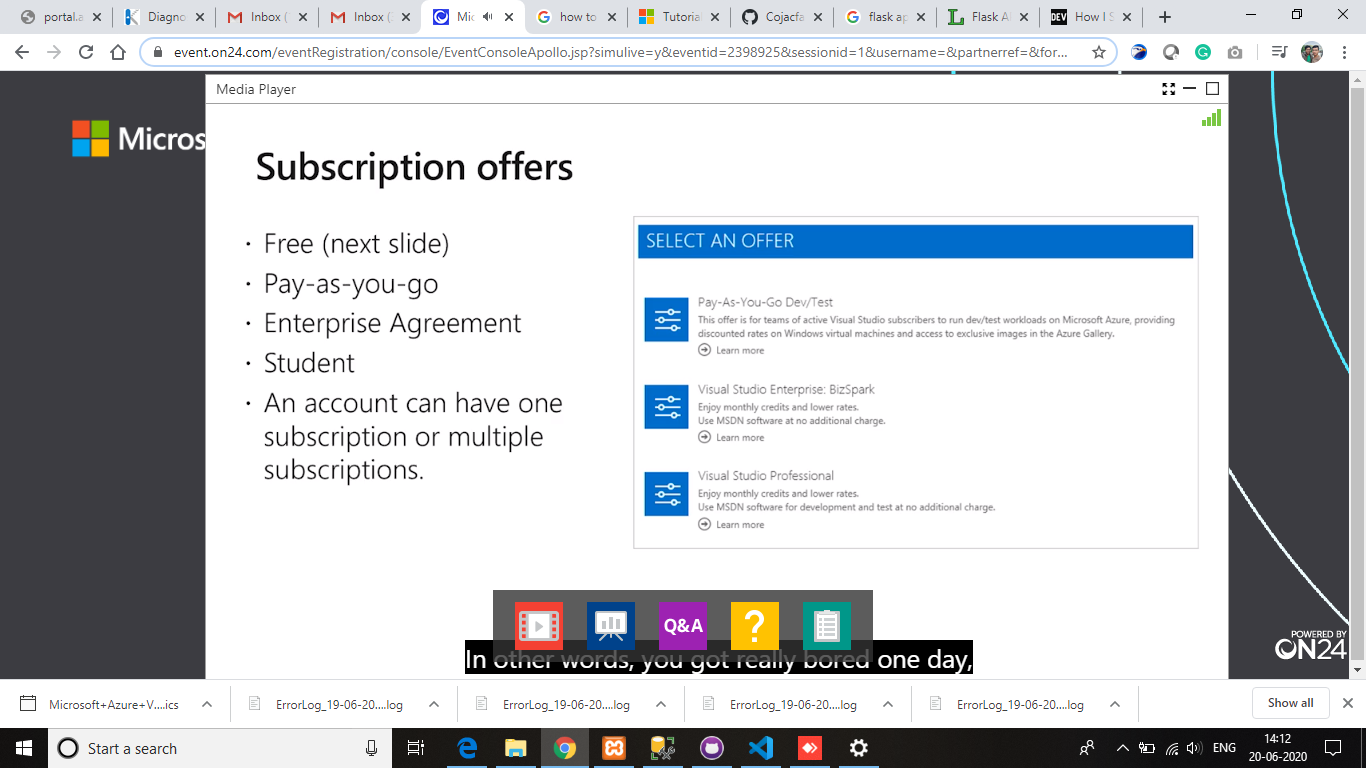 portal.a
Diagno
Inbox (
Inbox (
Mic
how to
Tutorial
Cojacfa
flask ap
Flask A
How I S
event.on24.com/eventRegistration/console/EventConsoleApollo.jsp?simulive=y&eventid=2398925&sessionid=1&username=&partnerref=&for...
Media Player
Micros
Subscription offers
· Free (next slide)
· Pay-as-you-go
· Enterprise Agreement
· Student
· An account can have one
subscription or multiple
subscriptions.
SELECT AN OFFER
Pay-As-You-Go Dev/Test
This offer is for teams of active Visual Studio subscribers to run dev/test workloads on Microsoft Azure, providing
discounted rates on Windows virtual machines and access to exclusive images in the Azure Gallery.
Learn more
Visual Studio Enterprise: BizSpark
Enjoy monthly credits and lower rates.
Use MSDN software at no additional charge.
Learn more
Visual Studio Professional
Enjoy monthly credits and lower rates.
Use MSDN software for development and test at no additional charge.
Learn more
Q&A
?
In other words, you got really bored one day,
POWERED BY
ON24
Microsoft+Azure+V....ics
ErrorLog_19-06-20....log
ErrorLog_19-06-20....log
ErrorLog_19-06-20....log
ErrorLog_19-06-20....log
Show all
Start a search
ENG
14:12
20-06-2020